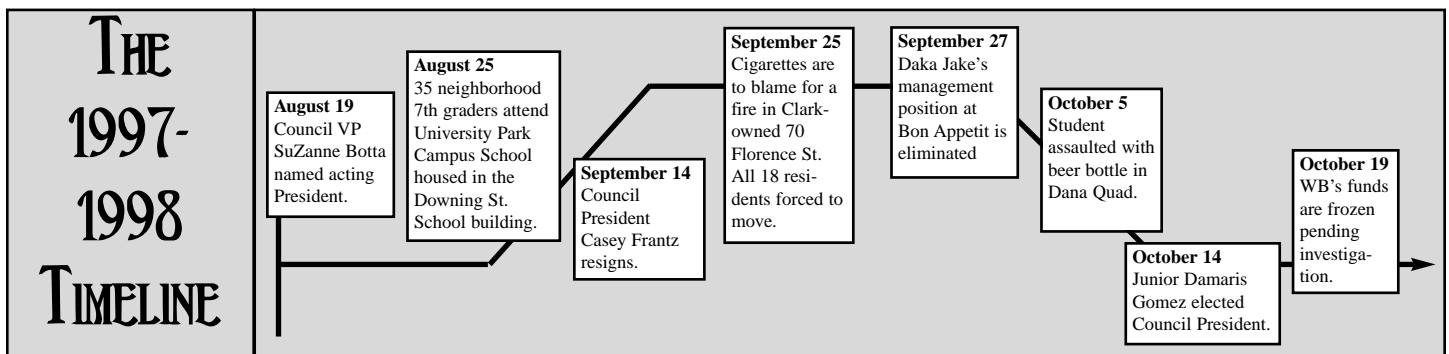 THE
1997-
1998
TIMELINE
August 19
Council VP
SuZanne Botta
named acting
President.
August 25
35 neighborhood
7th graders attend
University Park
Campus School
housed in the
Downing St.
School building.
September 14
Council
President
Casey Frantz
resigns.
September 25
Cigarettes are
to blame for a
fire in Clark-
owned 70
Florence St.
All 18 resi-
dents forced to
move.
September 27
Daka Jake's
management
position at
Bon Appetit is
eliminated
October 5
Student
assaulted with
beer bottle in
Dana Quad.
October 14
Junior Damaris
Gomez elected
Council President.
October 19
WB's funds
are frozen
pending
investiga-
tion.